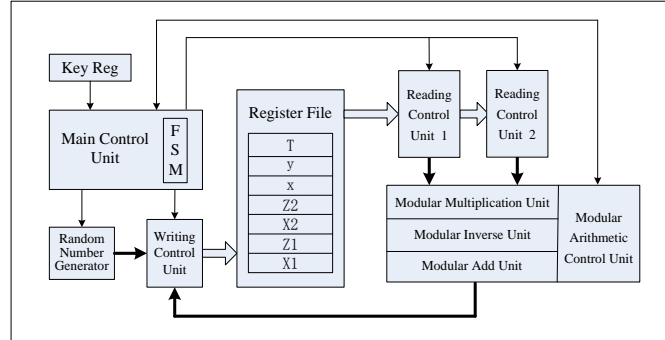 Key Reg
Main Control
Unit
F
S
M
Random
Number
Generator
Writing
Control
Unit
Register File
T
y
x
Z2
X2
Z1
X1
Reading
Control
Unit 1
Reading
Control
Unit 2
Modular Multiplication Unit
Modular Inverse Unit
Modular Add Unit
Modular
Arithmetic
Control Unit